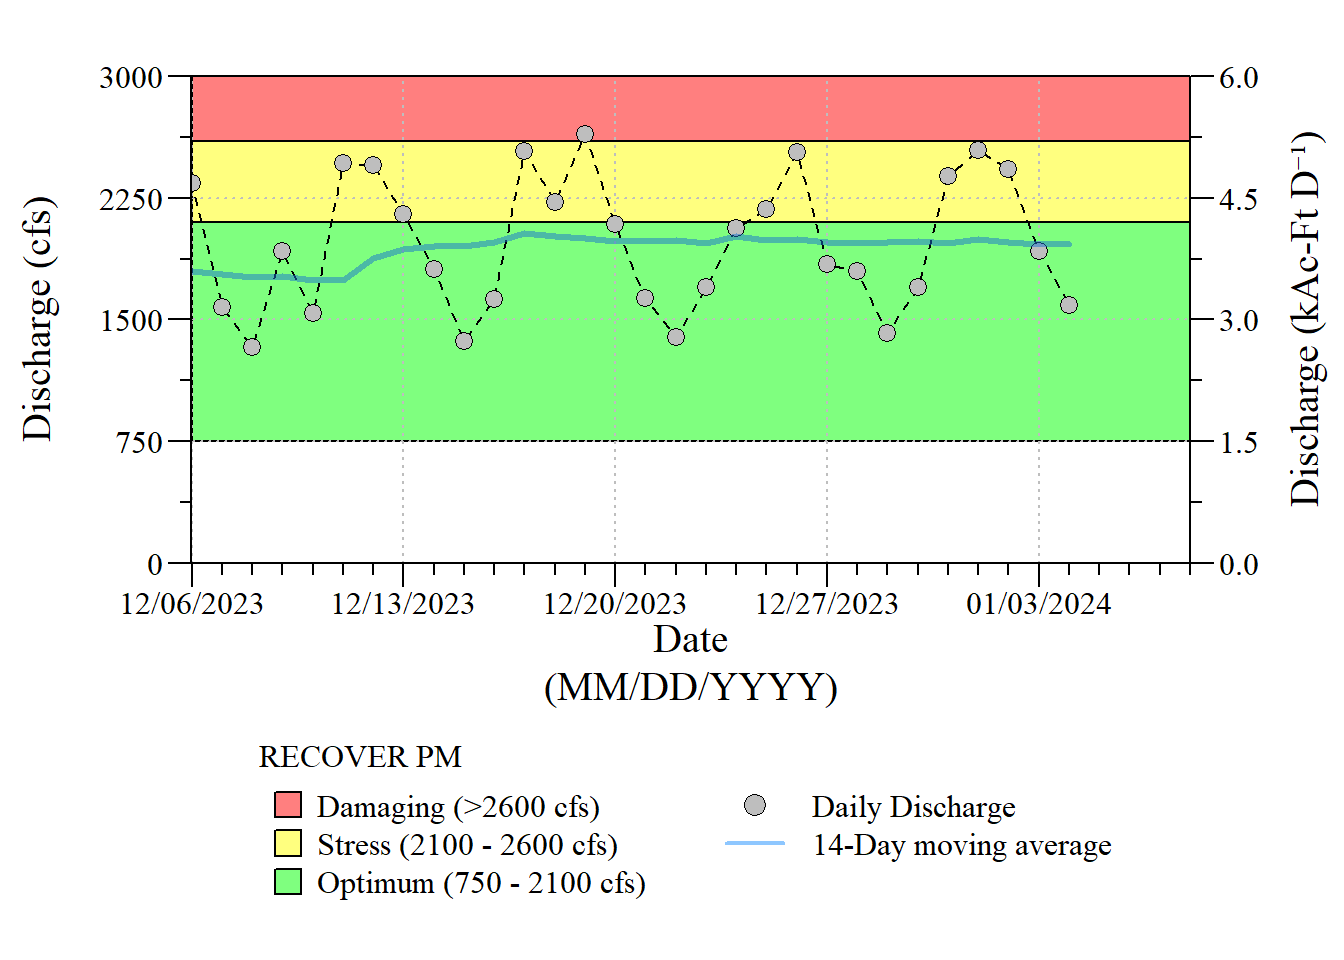 3000
2250
1500
750
0
Discharge (cfs)
6.0
4.5
3.0
1.5
0.0
Discharge (kAc-Ft D⁻¹)
12/06/2023 12/13/2023 12/20/2023 12/27/2023 01/03/2024
Date
(MM/DD/YYYY)
RECOVER PM
Damaging (>2600 cfs)
Stress (2100 - 2600 cfs)
Optimum (750 - 2100 cfs)
Daily Discharge
14-Day moving average